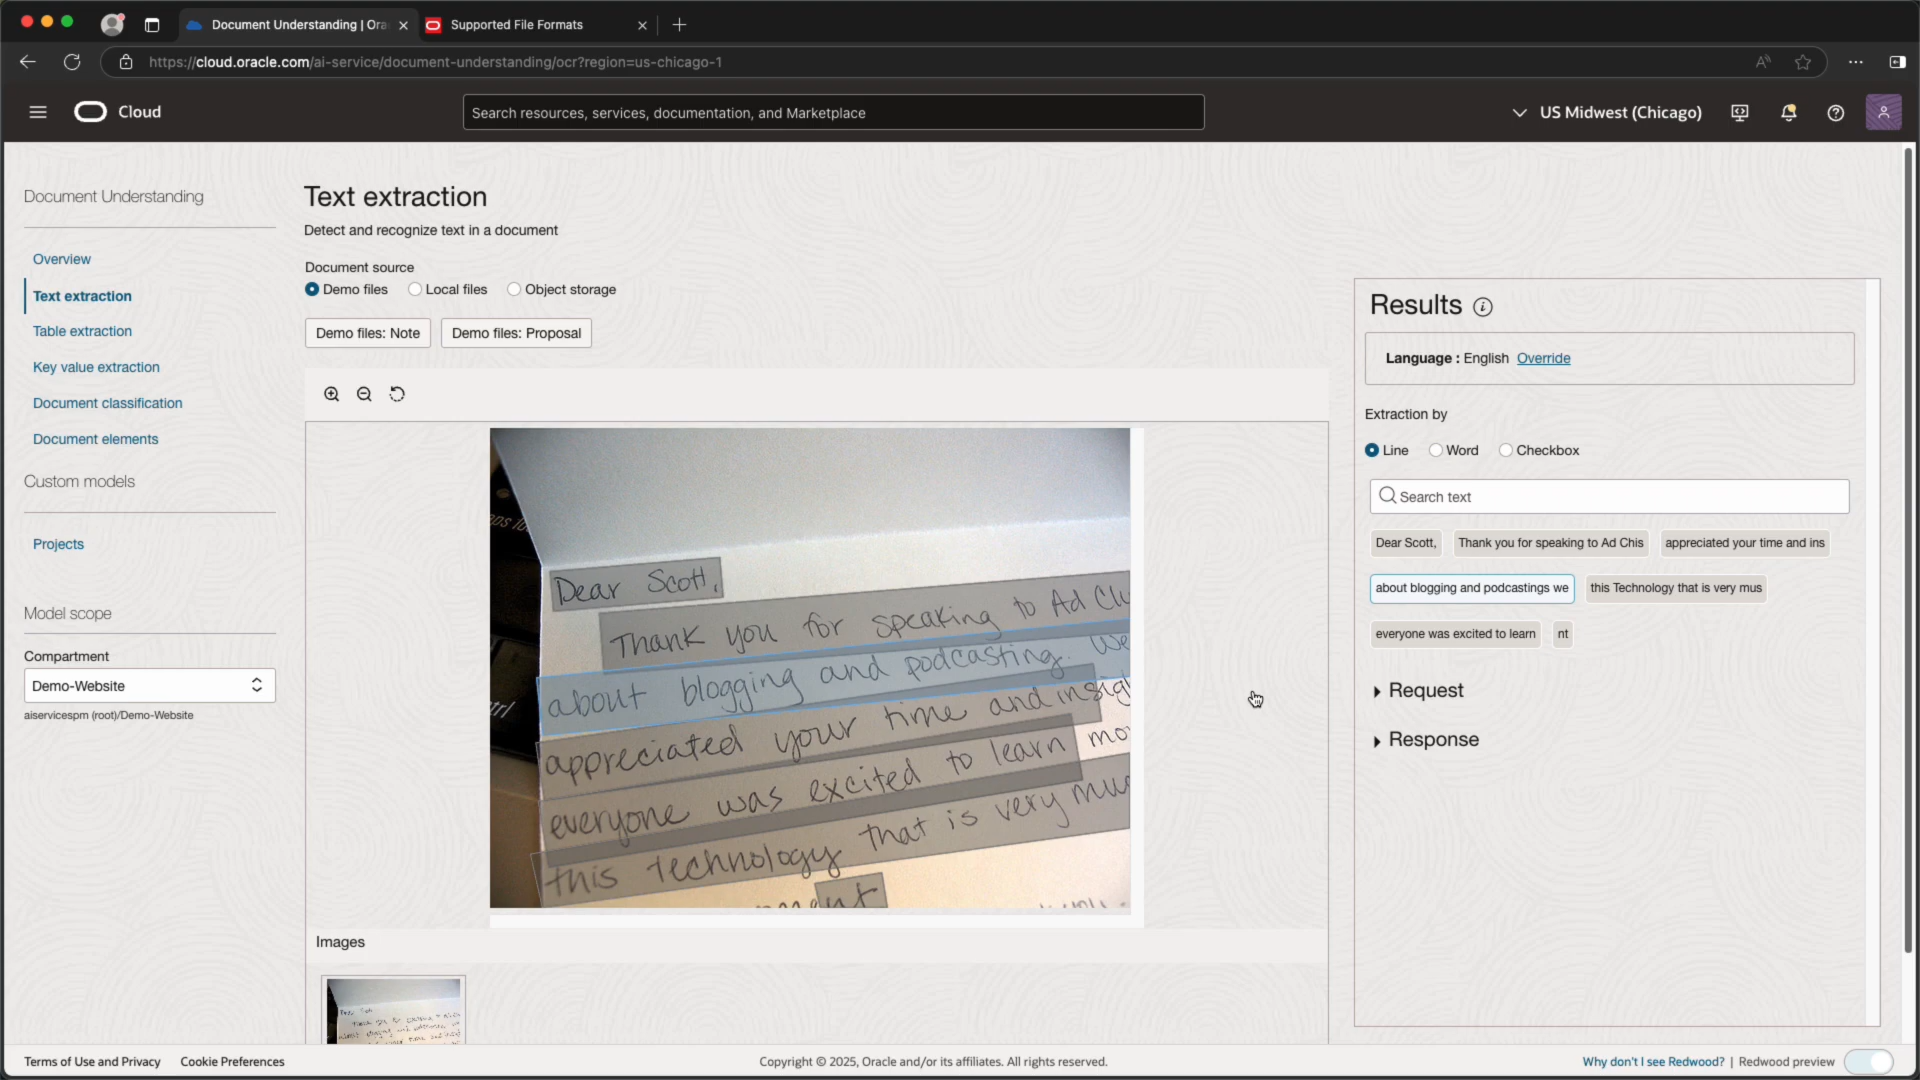 Document Understanding | Ora
Supported File Formats
https://cloud.oracle.com/ai-service/document-understanding/ocr?region=us-chicago-1
Cloud
Search resources, services, documentation, and Marketplace
US Midwest (Chicago)
Document Understanding
Overview
Text extraction
Table extraction
Key value extraction
Document classification
Document elements
Custom models
Projects
Model scope
Compartment
Demo-Website
aiservicespm (root)/Demo-Website
Text extraction
Detect and recognize text in a document
Document source
Demo files Local files Object storage
Demo files: Note Demo files: Proposal
Dear Scott,
Thank you for speaking to Ad Clu
about blogging and podcasting. We
appreciated your time and insigh
everyone was excited to learn mo
this technology that is very muc
Images
Results
Language : English Override
Extraction by
Line Word Checkbox
Search text
Dear Scott, Thank you for speaking to Ad Chis appreciated your time and ins
about blogging and podcastings we this Technology that is very mus
everyone was excited to learn nt
Request
Response
Terms of Use and Privacy Cookie Preferences
Copyright © 2025, Oracle and/or its affiliates. All rights reserved.
Why don't I see Redwood? | Redwood preview